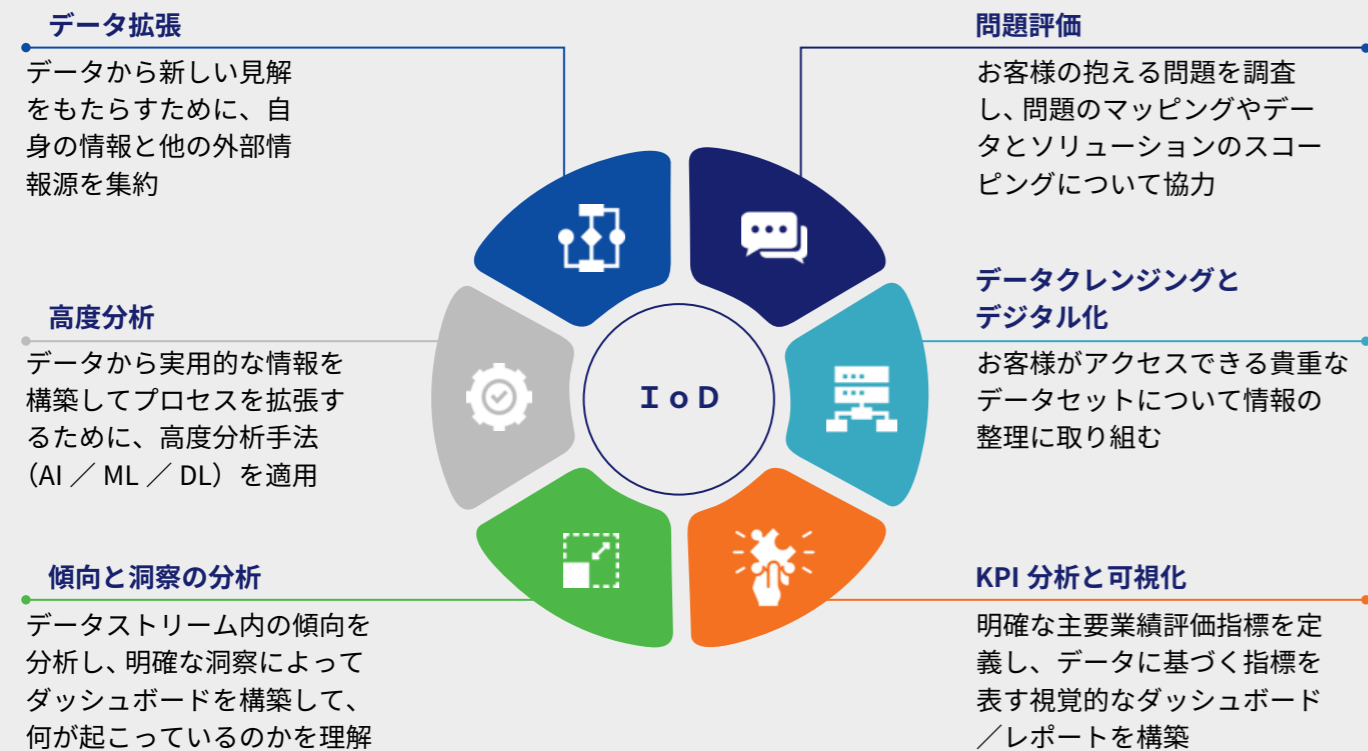 データ拡張
データから新しい見解
をもたらすために、自
身の情報と他の外部情
報源を集約
問題評価
お客様の抱える問題を調査
し、問題のマッピングやデー
タとソリューションのスコー
ピングについて協力
高度分析
データから実用的な情報を
構築してプロセスを拡張す
るために、高度分析手法
（AI ／ ML ／ DL）を適用
IoD
データクレンジングと
デジタル化
お客様がアクセスできる貴重な
データセットについて情報の
整理に取り組む
傾向と洞察の分析
データストリーム内の傾向を
分析し、明確な洞察によって
ダッシュボードを構築して、
何が起こっているのかを理解
KPI 分析と可視化
明確な主要業績評価指標を定
義し、データに基づく指標を
表す視覚的なダッシュボード
／レポートを構築